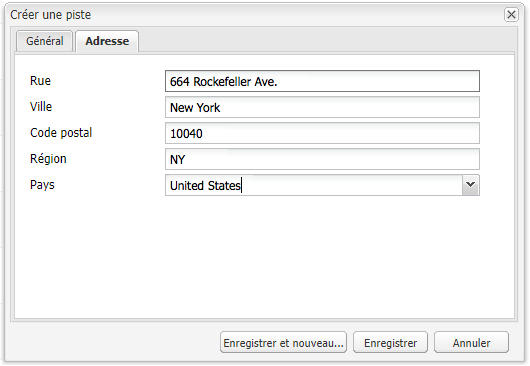 Créer une piste
Général Adresse
Rue 664 Rockefeller Ave.
Ville New York
Code postal 10040
Région NY
Pays United States
Enregistrer et nouveau... Enregistrer Annuler